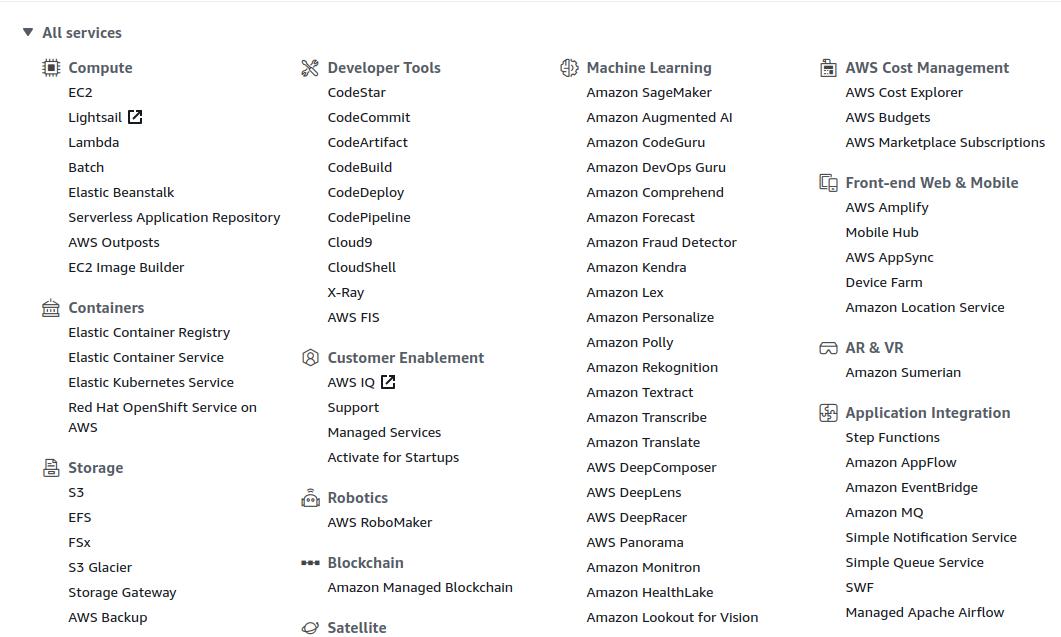 All services
Compute
EC2
Lightsail
Lambda
Batch
Elastic Beanstalk
Serverless Application Repository
AWS Outposts
EC2 Image Builder
Containers
Elastic Container Registry
Elastic Container Service
Elastic Kubernetes Service
Red Hat OpenShift Service on
AWS
Storage
S3
EFS
FSx
S3 Glacier
Storage Gateway
AWS Backup
Developer Tools
CodeStar
CodeCommit
CodeArtifact
CodeBuild
CodeDeploy
CodePipeline
Cloud9
CloudShell
X-Ray
AWS FIS
Customer Enablement
AWS IQ
Support
Managed Services
Activate for Startups
Robotics
AWS RoboMaker
Blockchain
Amazon Managed Blockchain
Satellite
Machine Learning
Amazon SageMaker
Amazon Augmented AI
Amazon CodeGuru
Amazon DevOps Guru
Amazon Comprehend
Amazon Forecast
Amazon Fraud Detector
Amazon Kendra
Amazon Lex
Amazon Personalize
Amazon Polly
Amazon Rekognition
Amazon Textract
Amazon Transcribe
Amazon Translate
AWS DeepComposer
AWS DeepLens
AWS DeepRacer
AWS Panorama
Amazon Monitron
Amazon HealthLake
Amazon Lookout for Vision
AWS Cost Management
AWS Cost Explorer
AWS Budgets
AWS Marketplace Subscriptions
Front-end Web & Mobile
AWS Amplify
Mobile Hub
AWS AppSync
Device Farm
Amazon Location Service
AR & VR
Amazon Sumerian
Application Integration
Step Functions
Amazon AppFlow
Amazon EventBridge
Amazon MQ
Simple Notification Service
Simple Queue Service
SWF
Managed Apache Airflow